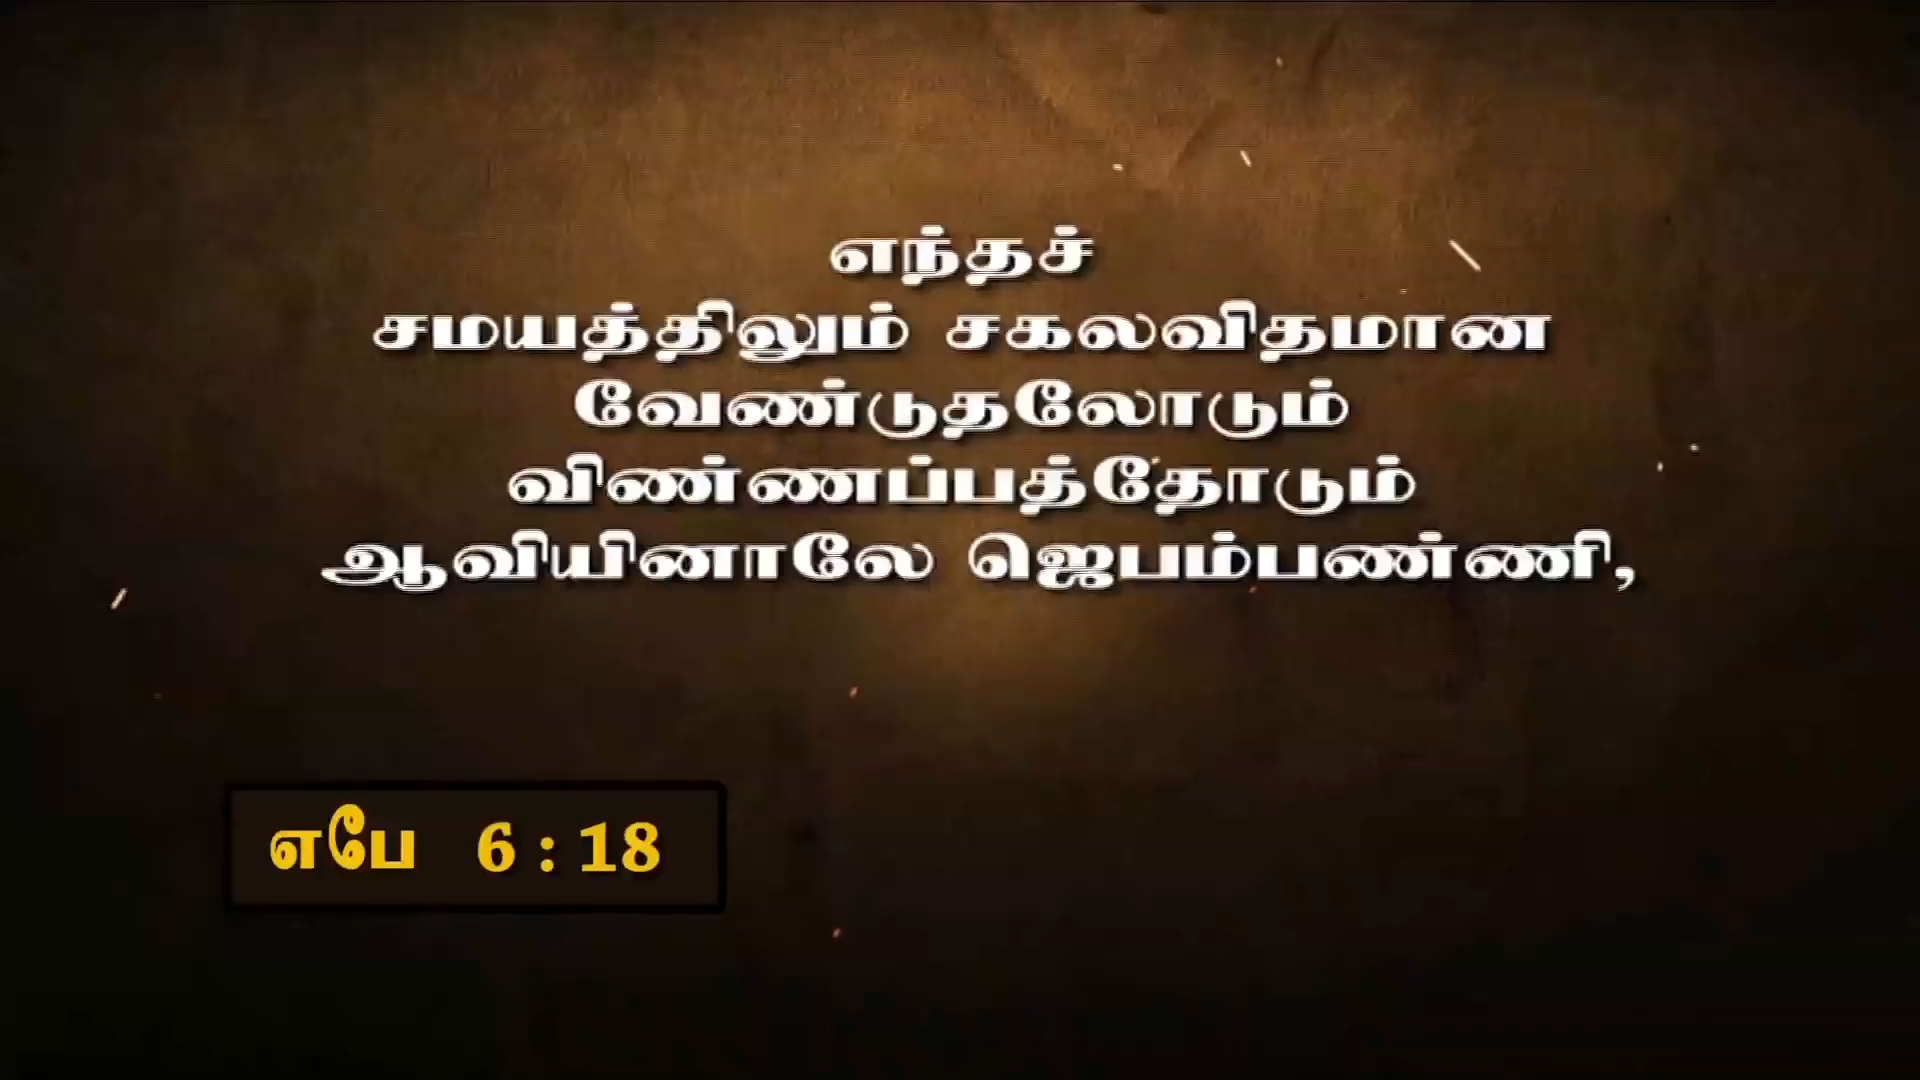 எந்தச்
சமயத்திலும் சகலவிதமான
வேண்டுதலோடும்
விண்ணப்பத்தோடும்
ஆவியினாலே ஜெபம்பண்ணி,
எபே 6 : 18